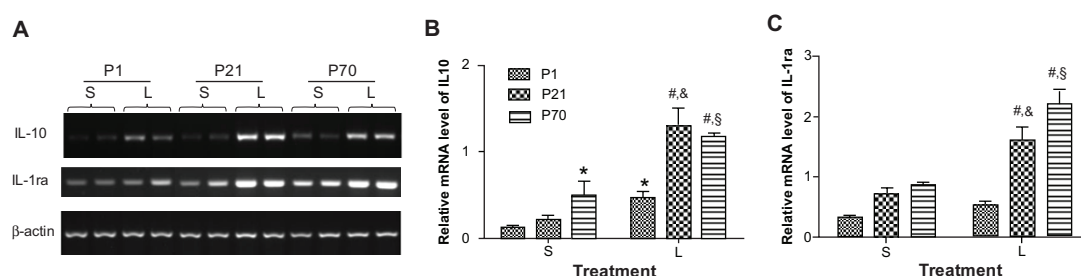 A
P1 P21 P70
S L S L S L
IL-10
IL-1ra
β-actin
B
Relative mRNA level of IL10
2
1
0
P1
P21
P70
*
*
#,&
#,§
S L
Treatment
C
Relative mRNA level of IL-1ra
3
2
1
0
#,&
#,§
S L
Treatment